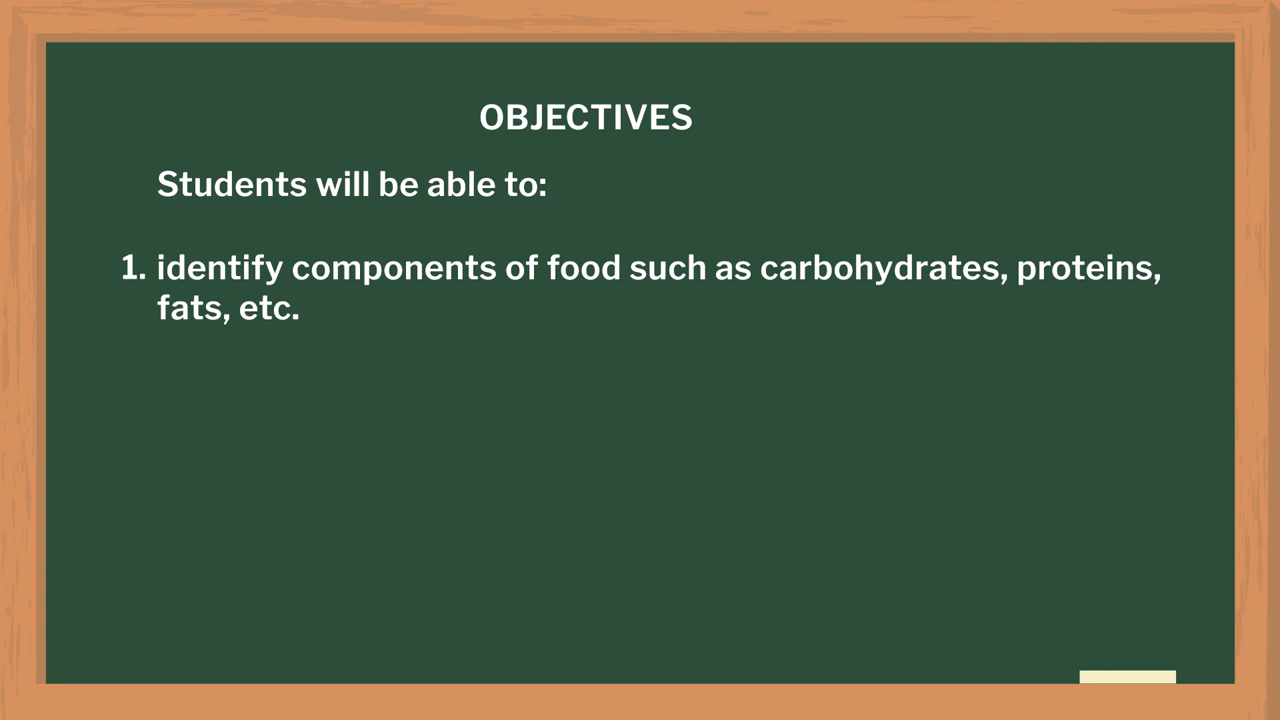 OBJECTIVES
Students will be able to:
1. identify components of food such as carbohydrates, proteins,
fats, etc.